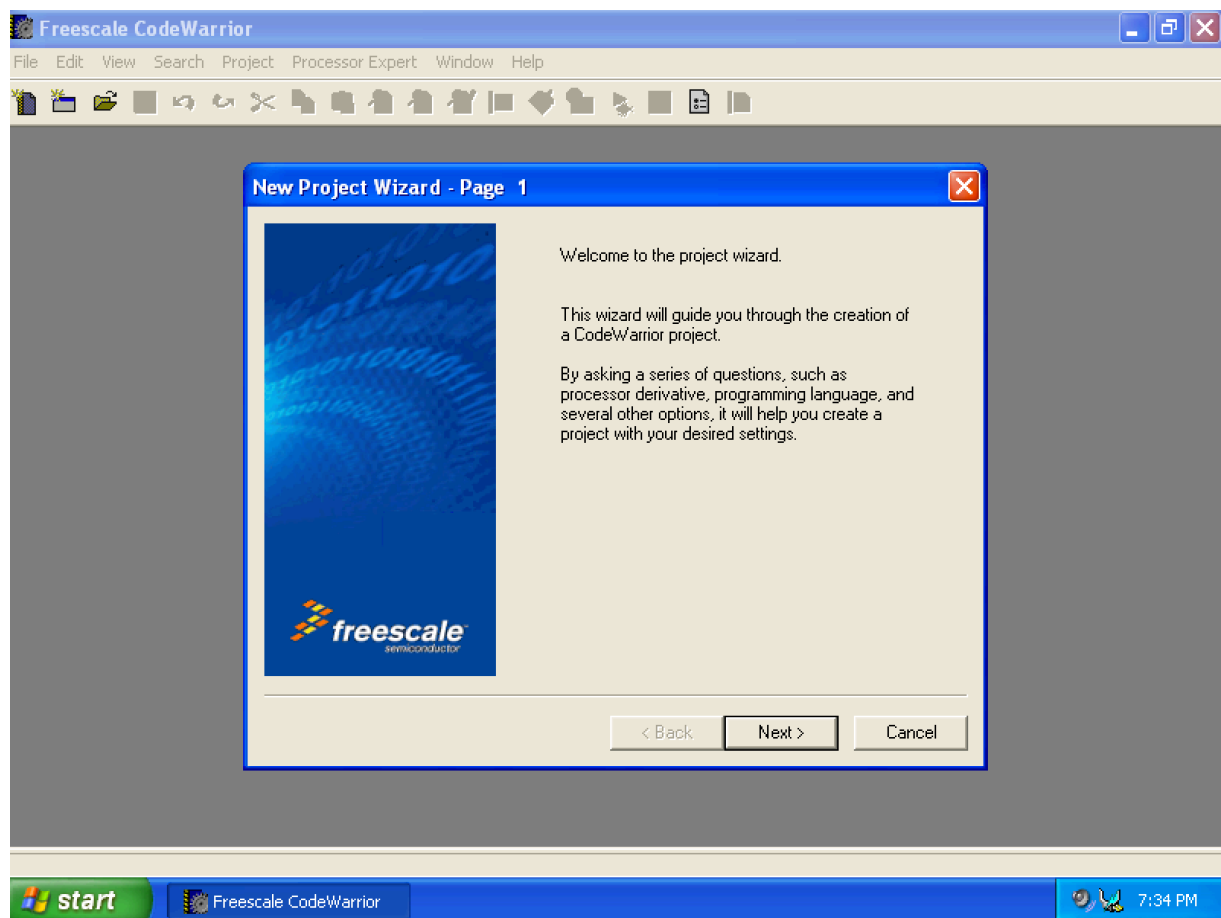 Freescale CodeWarrior
File Edit View Search Project Processor Expert Window Help
New Project Wizard - Page 1
Welcome to the project wizard.
This wizard will guide you through the creation of
a CodeWarrior project.
By asking a series of questions, such as
processor derivative, programming language, and
several other options, it will help you create a
project with your desired settings.
freescale™
semiconductor
< Back Next > Cancel
start Freescale CodeWarrior 7:34 PM